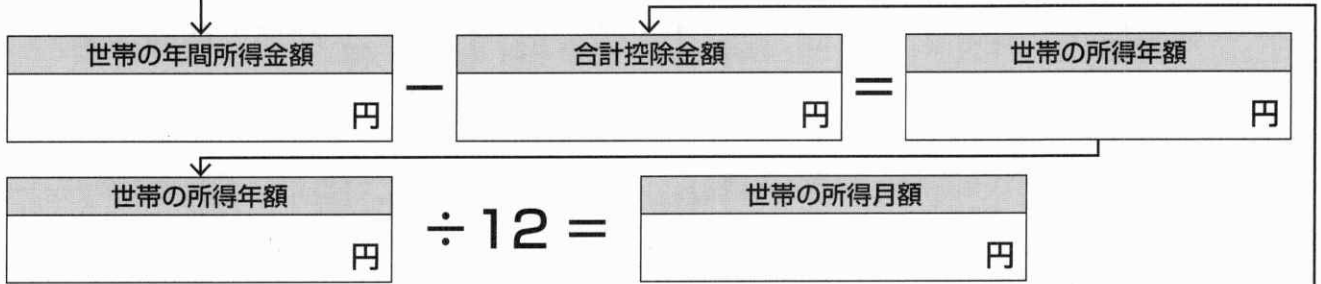 世帯の年間所得金額 合計控除金額 世帯の所得年額
円 − 円 = 円
世帯の所得年額 世帯の所得月額
円 ÷12= 円